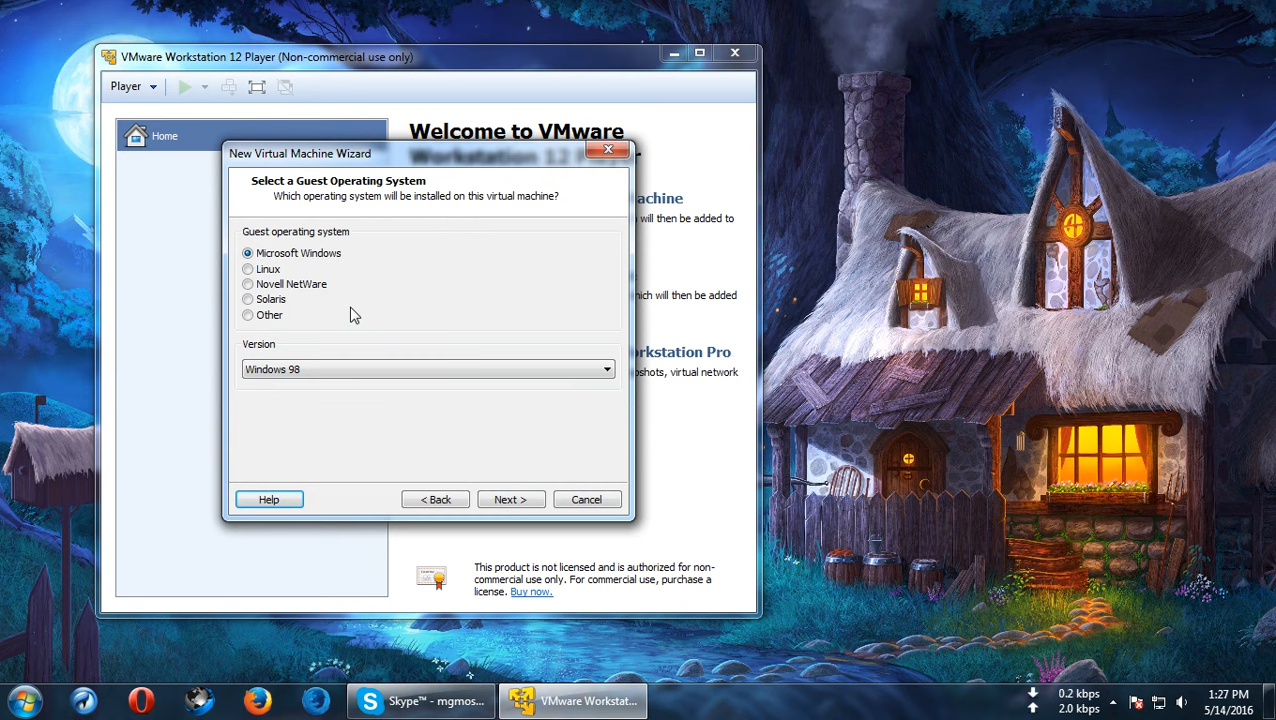 VMware Workstation 12 Player (Non-commercial use only)
Player
Home
Welcome to VMware
Workstation 12 Player
New Virtual Machine Wizard
Select a Guest Operating System
Which operating system will be installed on this virtual machine?
achine
will then be added to
Guest operating system
Microsoft Windows
Linux
Novell NetWare
Solaris
Other
hich will then be added
Version
Windows 98
rkstation Pro
pshots, virtual network
Help
< Back
Next >
Cancel
This product is not licensed and is authorized for non-
commercial use only. For commercial use, purchase a
license. Buy now.
Skype™ - mgmos...
VMware Workstat...
0.2 kbps
2.0 kbps
1:27 PM
5/14/2016